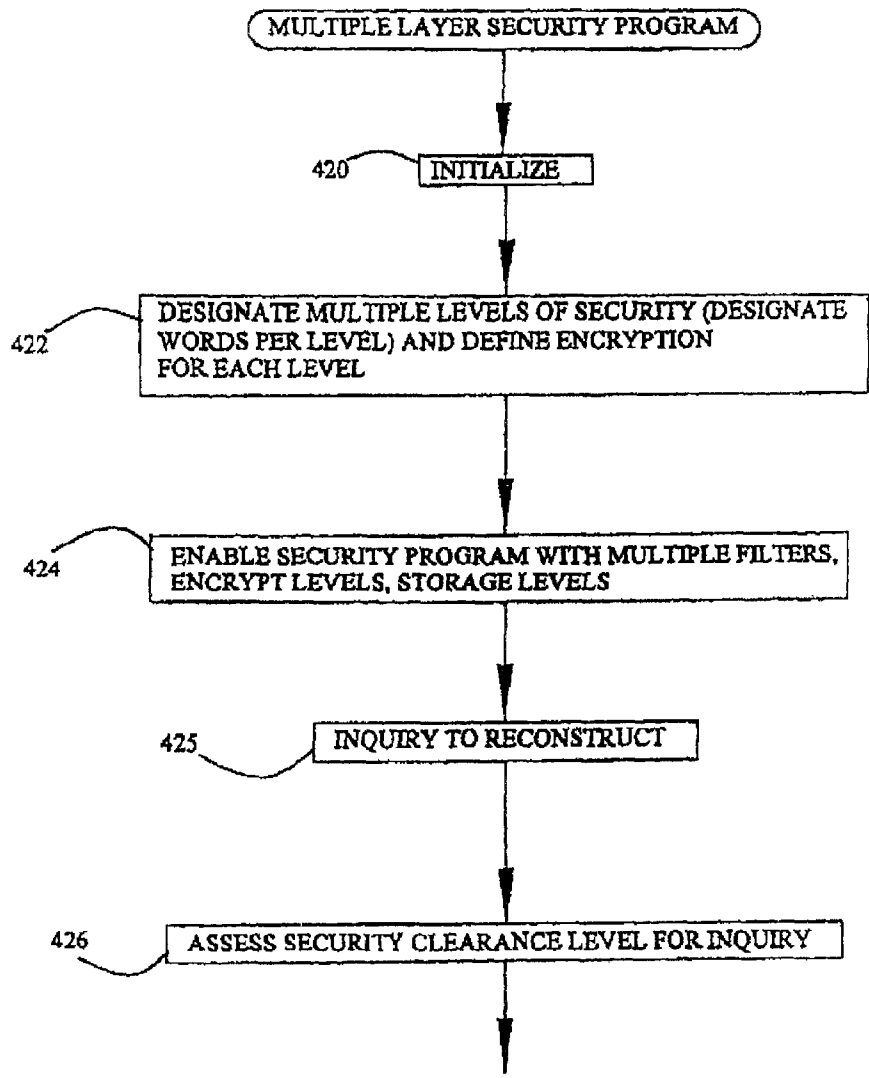 MULTIPLE LAYER SECURITY PROGRAM
420
INITIALIZE
422
DESIGNATE MULTIPLE LEVELS OF SECURITY (DESIGNATE
WORDS PER LEVEL) AND DEFINE ENCRYPTION
FOR EACH LEVEL
424
ENABLE SECURITY PROGRAM WITH MULTIPLE FILTERS,
ENCRYPT LEVELS, STORAGE LEVELS
425
INQUIRY TO RECONSTRUCT
426
ASSESS SECURITY CLEARANCE LEVEL FOR INQUIRY